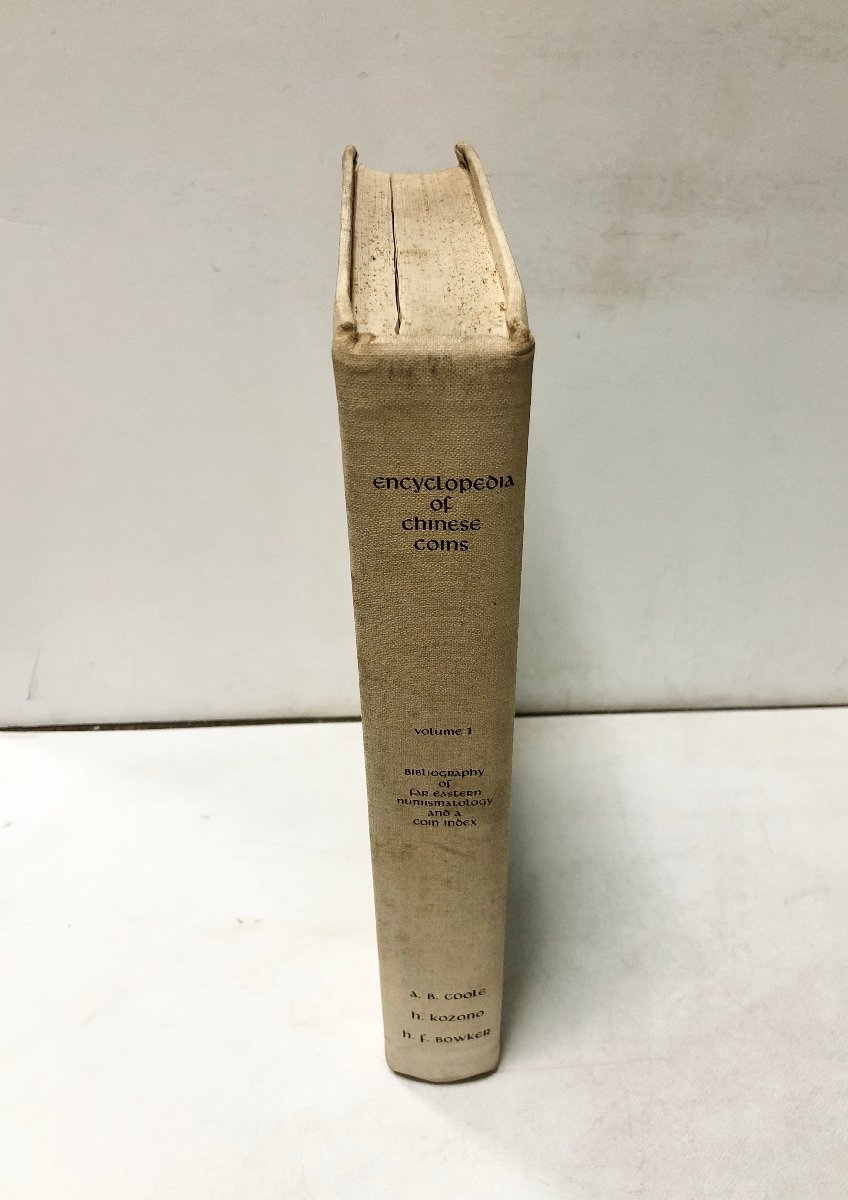 encyclopedia
of
chinese
coins
volume 1
Bibliography
of
far eastern
numismatology
and a
coin index
a. B. coole
h. kozono
h. f. Bowker